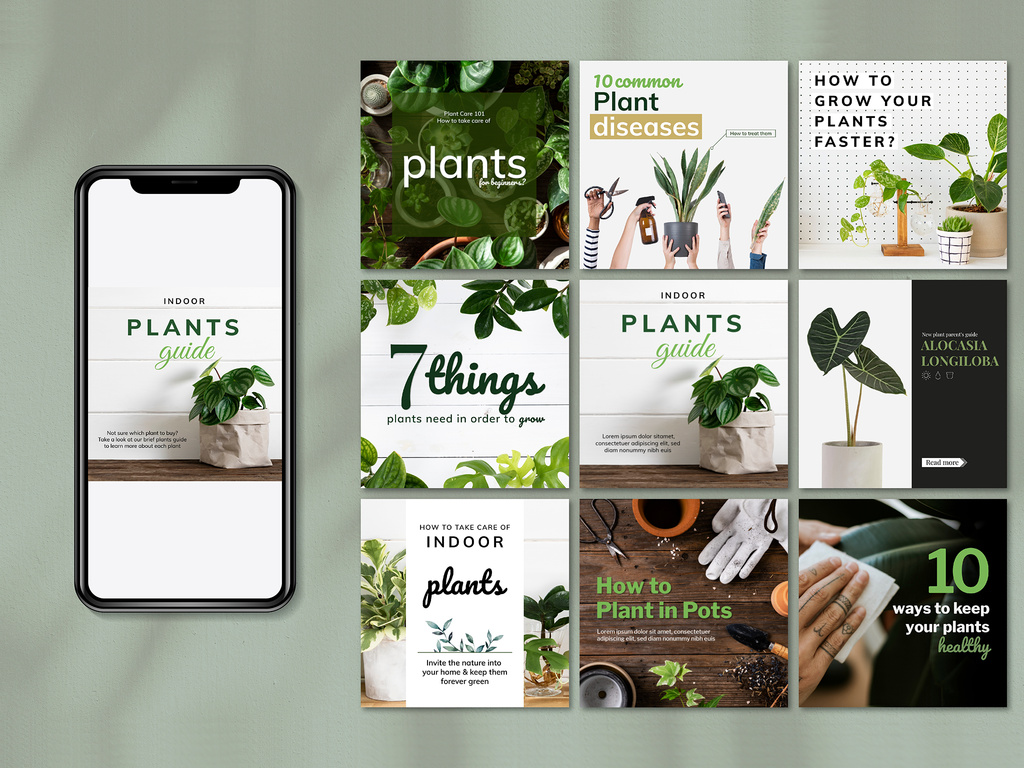 INDOOR
PLANTS
guide
Not sure which plant to buy?
Take a look at our brief plants guide
to learn more about each plant
Plant Care 101
How to take care of
plants
for beginners?
10 common
Plant
diseases
How to treat them
HOW TO
GROW YOUR
PLANTS
FASTER?
7 things
plants need in order to grow
INDOOR
PLANTS
guide
Lorem ipsum dolor sitamet,
consectetuer adipiscing elit, sed
diam nonummy nibh euis
New plant parent's guide
ALOCASIA
LONGILOBA
Read more
HOW TO TAKE CARE OF
INDOOR
plants
Invite the nature into
your home & keep them
forever green
How to
Plant in Pots
Lorem ipsum dolor sit amet, consectetuer
adipiscing elit, sed diam nonummy nibh euis
10
ways to keep
your plants
healthy